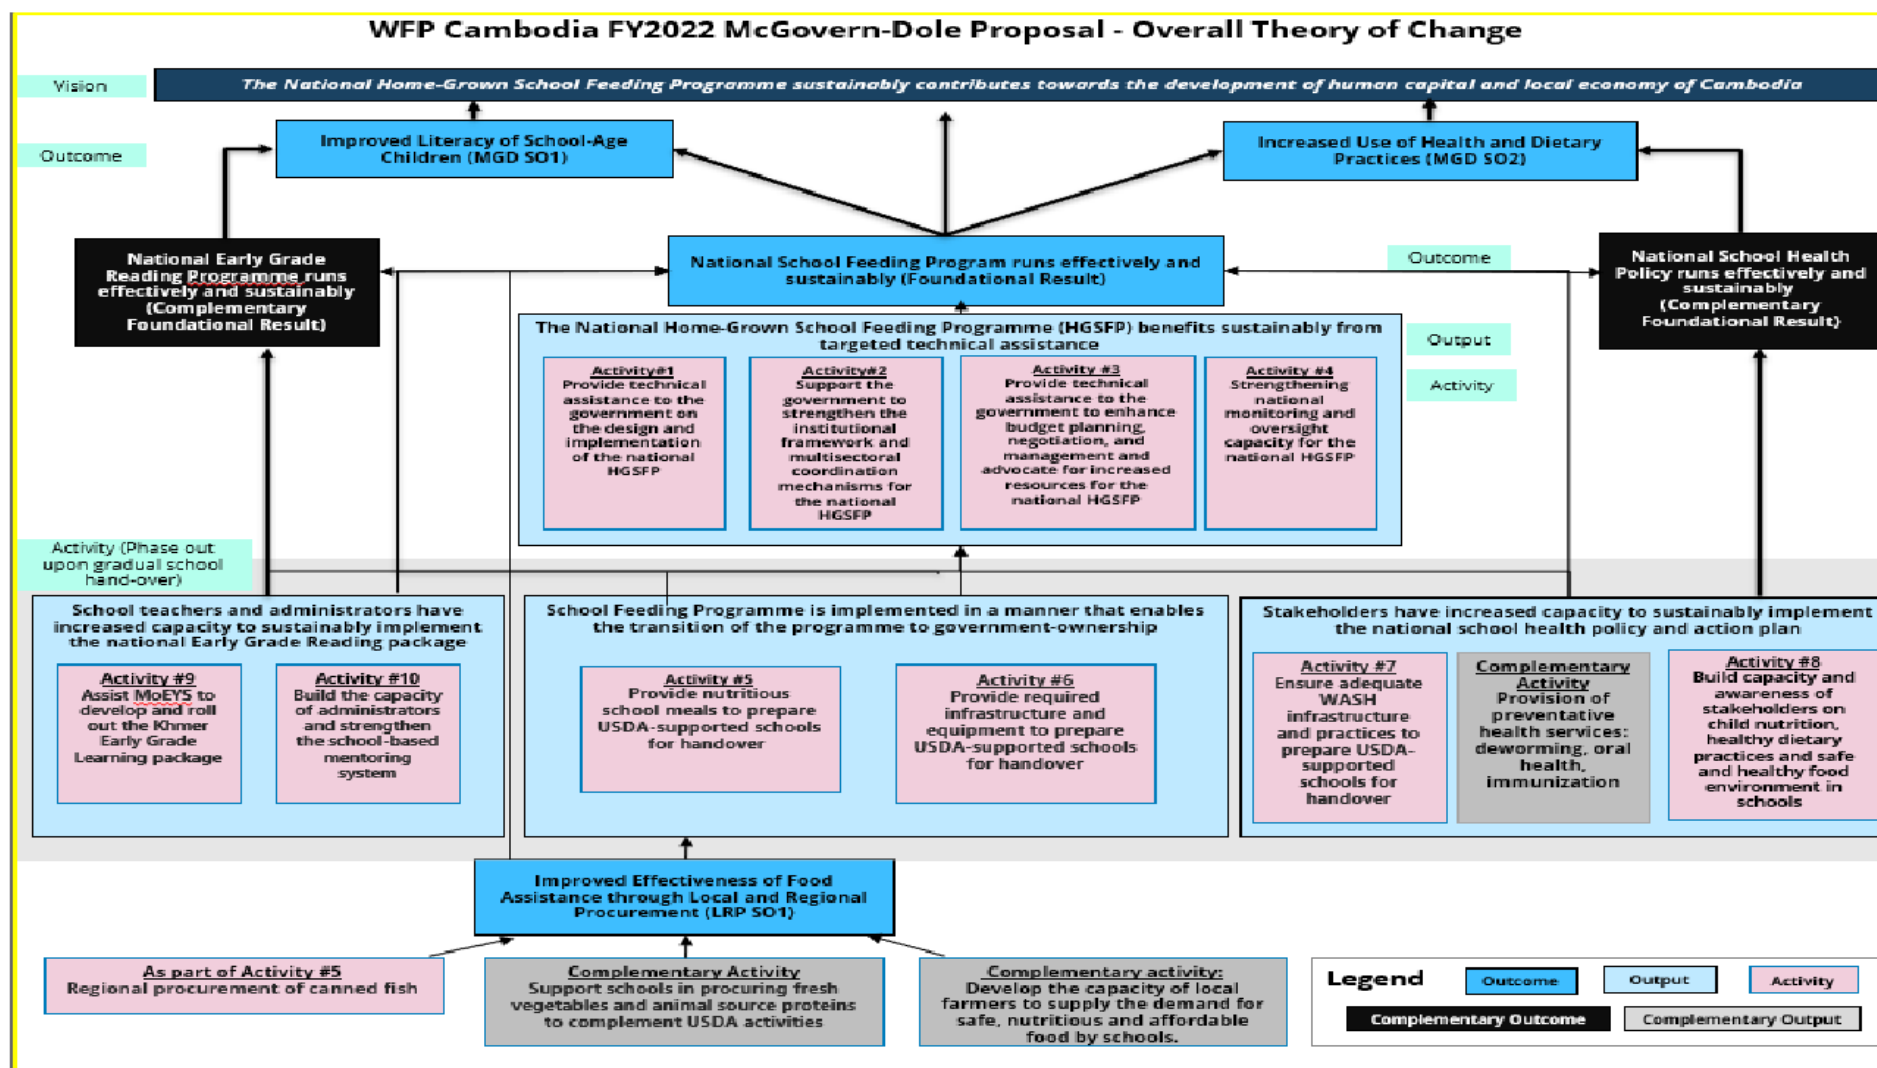 WFP Cambodia FY2022 McGovern-Dole Proposal - Overall Theory of Change
Vision
The National Home-Grown School Feeding Programme sustainably contributes towards the development of human capital and local economy of Cambodia
Outcome
Improved Literacy of School-Age
Children (MGD SO1)
Increased Use of Health and Dietary
Practices (MGD SO2)
National Early Grade
Reading Programme runs
effectively and sustainably
(Complementary
Foundational Result)
National School Feeding Program runs effectively and
sustainably (Foundational Result)
Outcome
National School Health
Policy runs effectively and
sustainably
(Complementary
Foundational Result)
The National Home-Grown School Feeding Programme (HGSFP) benefits sustainably from
targeted technical assistance
Output
Activity
Activity#1
Provide technical
assistance to the
government on
the design and
implementation
of the national
HGSFP
Activity#2
Support the
government to
strengthen the
institutional
framework and
multisectoral
coordination
mechanisms for
the national
HGSFP
Activity #3
Provide technical
assistance to the
government to enhance
budget planning,
negotiation, and
management and
advocate for increased
resources for the
national HGSFP
Activity #4
Strengthening
national
monitoring and
oversight
capacity for the
national HGSFP
Activity (Phase out
upon gradual school
hand-over)
School teachers and administrators have
increased capacity to sustainably implement
the national Early Grade Reading package
Activity #9
Assist MoEYS to
develop and roll
out the Khmer
Early Grade
Learning package
Activity #10
Build the capacity
of administrators
and strengthen
the school-based
mentoring
system
School Feeding Programme is implemented in a manner that enables
the transition of the programme to government-ownership
Activity #5
Provide nutritious
school meals to prepare
USDA-supported schools
for handover
Activity #6
Provide required
infrastructure and
equipment to prepare
USDA-supported schools
for handover
Stakeholders have increased capacity to sustainably implement
the national school health policy and action plan
Activity #7
Ensure adequate
WASH
infrastructure
and practices to
prepare USDA-
supported
schools for
handover
Complementary
Activity
Provision of
preventative
health services:
deworming, oral
health,
immunization
Activity #8
Build capacity and
awareness of
stakeholders on
child nutrition,
healthy dietary
practices and safe
and healthy food
environment in
schools
Improved Effectiveness of Food
Assistance through Local and Regional
Procurement (LRP SO1)
As part of Activity #5
Regional procurement of canned fish
Complementary Activity
Support schools in procuring fresh
vegetables and animal source proteins
to complement USDA activities
Complementary activity:
Develop the capacity of local
farmers to supply the demand for
safe, nutritious and affordable
food by schools.
Legend
Outcome
Output
Activity
Complementary Outcome
Complementary Output